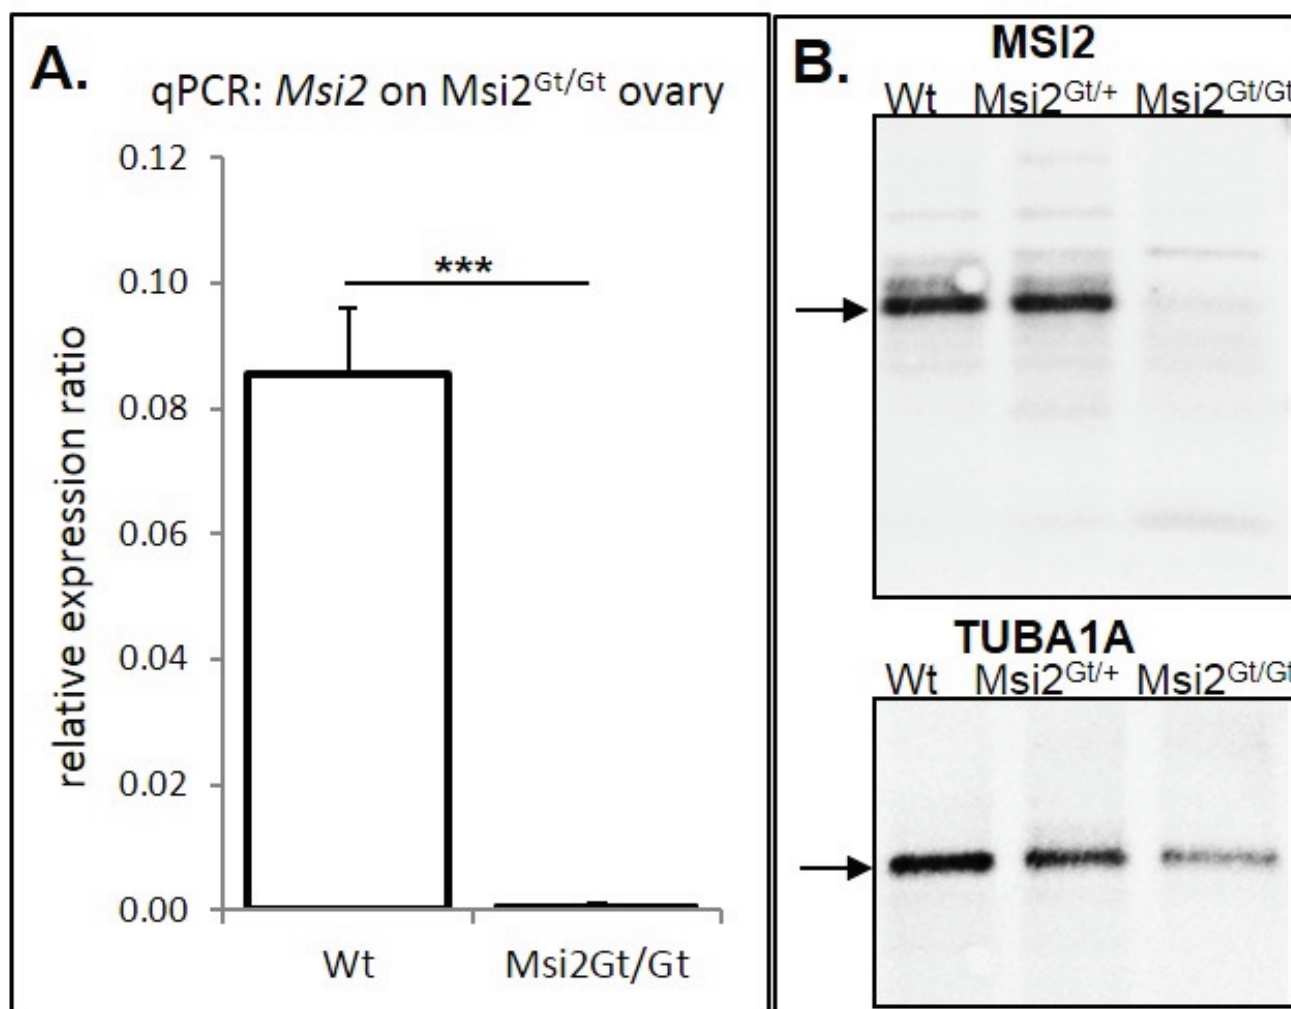 A.
qPCR: Msi2 on Msi2Gt/Gt ovary
0.12
0.10
0.08
0.06
0.04
0.02
0.00
relative expression ratio
***
Wt Msi2Gt/Gt
B.
MSI2
Wt Msi2Gt/+ Msi2Gt/Gt
TUBA1A
Wt Msi2Gt/+ Msi2Gt/Gt